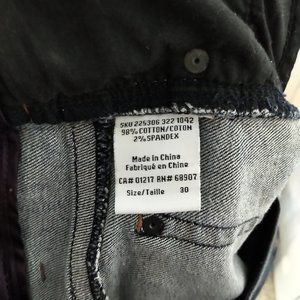 SKU 225306 322 1042
98% COTTON/COTON
2% SPANDEX
Made in China
Fabriqué en Chine
CA# 01217 RN# 68907
Size/Taille 30